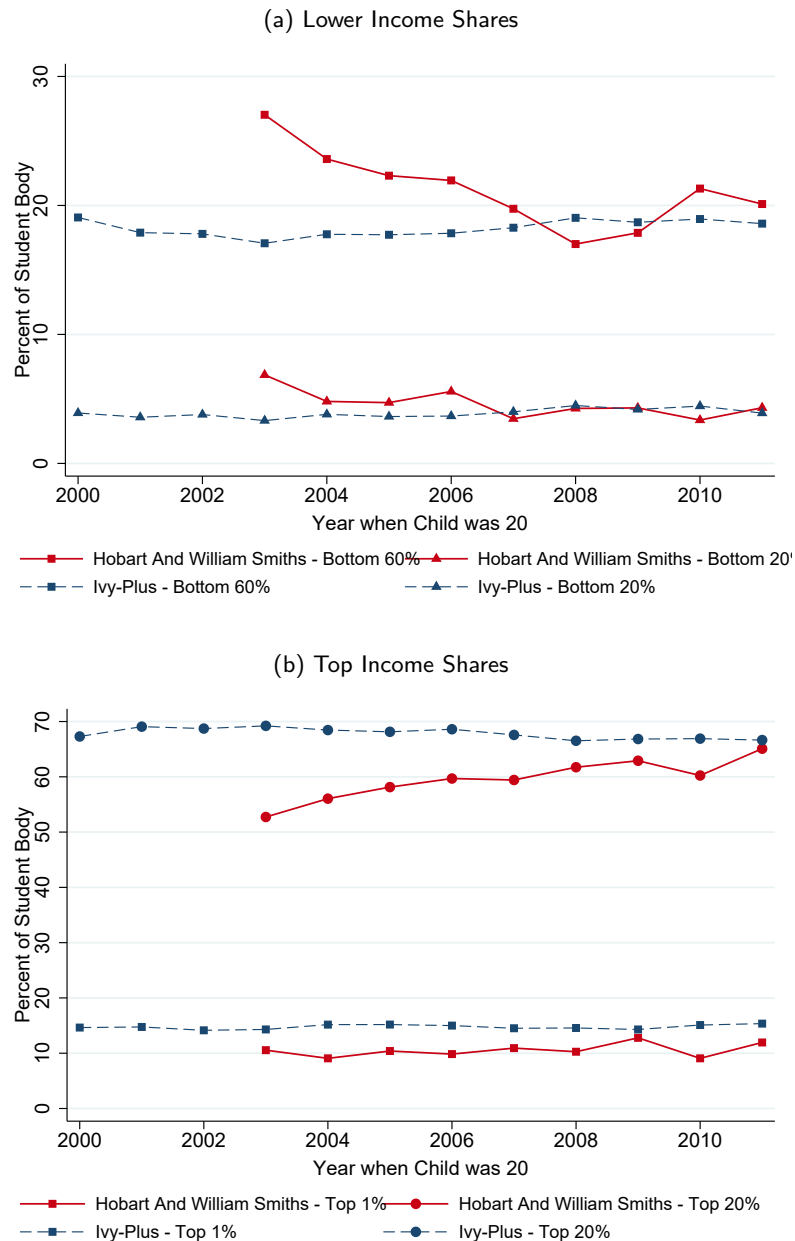 (a) Lower Income Shares
Percent of Student Body
30
20
10
0
2000 2002 2004 2006 2008 2010
Year when Child was 20
Hobart And William Smiths - Bottom 60% Hobart And William Smiths - Bottom 20%
Ivy-Plus - Bottom 60% Ivy-Plus - Bottom 20%
(b) Top Income Shares
Percent of Student Body
70
60
50
40
30
20
10
0
2000 2002 2004 2006 2008 2010
Year when Child was 20
Hobart And William Smiths - Top 1% Hobart And William Smiths - Top 20%
Ivy-Plus - Top 1% Ivy-Plus - Top 20%